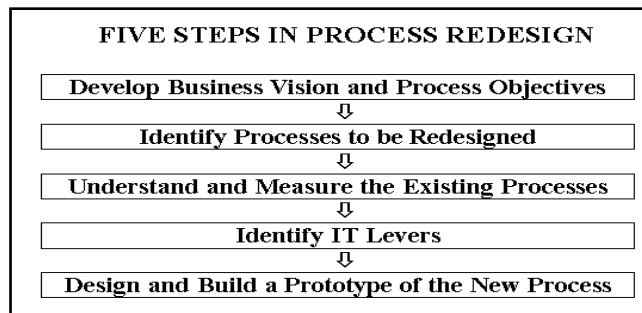 FIVE STEPS IN PROCESS REDESIGN
Develop Business Vision and Process Objectives
Identify Processes to be Redesigned
Understand and Measure the Existing Processes
Identify IT Levers
Design and Build a Prototype of the New Process